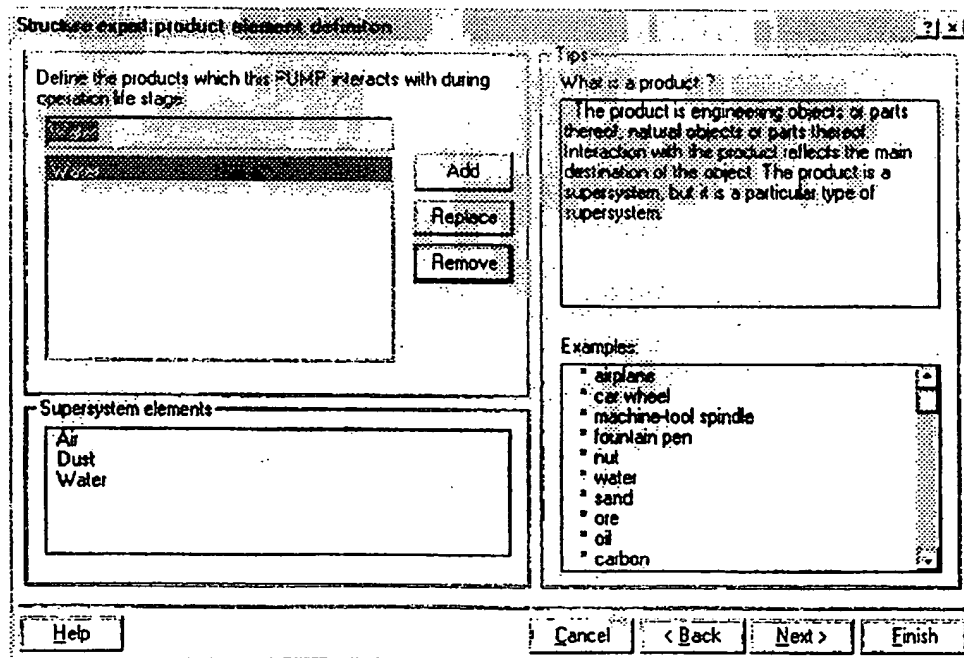 Structure expert:product element definiton
? x
Define the products which this PUMP interacts with during
operation life stage
Water
Water
Add
Replace
Remove
Supersystem elements
Air
Dust
Water
Tips
What is a product ?
The product is engineering objects or parts
thereof, natural objects or parts thereof.
Interaction with the product reflects the main
destination of the object. The product is a
supersystem, but it is a particular type of
supersystem.
Examples:
* airplane
* car wheel
* machine-tool spindle
* fountain pen
* nut
* water
* sand
* ore
* oil
* carbon
Help
Cancel
< Back
Next >
Finish